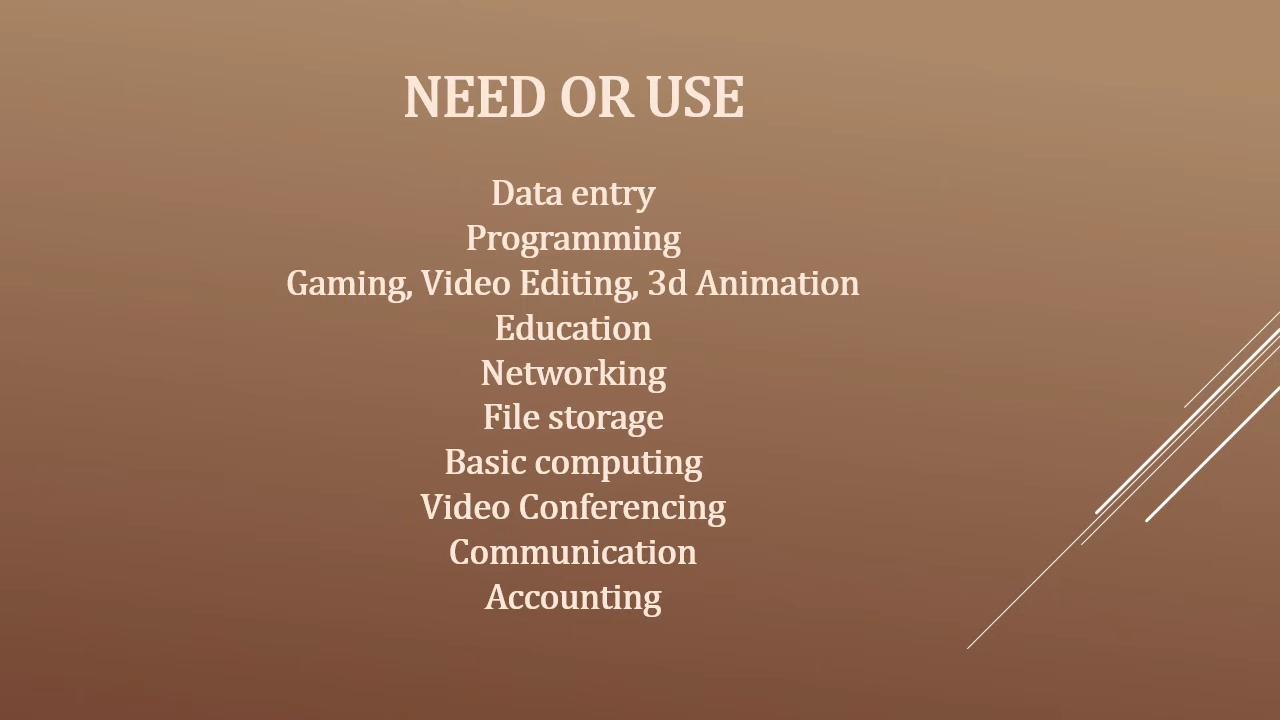 NEED OR USE
Data entry
Programming
Gaming, Video Editing, 3d Animation
Education
Networking
File storage
Basic computing
Video Conferencing
Communication
Accounting